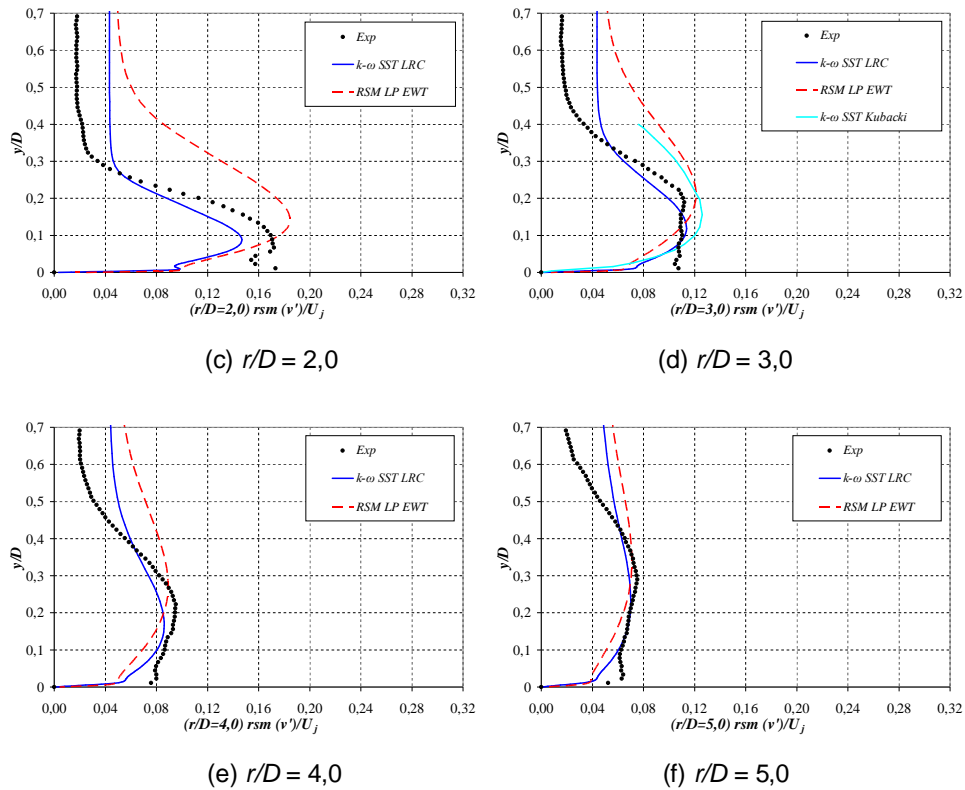 0,7
0,6
0,5
0,4
0,3
0,2
0,1
0
y/D
Exp
k-ω SST LRC
RSM LP EWT
0,00 0,04 0,08 0,12 0,16 0,20 0,24 0,28 0,32
(r/D=2,0) rsm (v')/Uj
(c) r/D = 2,0
0,7
0,6
0,5
0,4
0,3
0,2
0,1
0
y/D
Exp
k-ω SST LRC
RSM LP EWT
k-ω SST Kubacki
0,00 0,04 0,08 0,12 0,16 0,20 0,24 0,28 0,32
(r/D=3,0) rsm (v')/Uj
(d) r/D = 3,0
0,7
0,6
0,5
0,4
0,3
0,2
0,1
0
y/D
Exp
k-ω SST LRC
RSM LP EWT
0,00 0,04 0,08 0,12 0,16 0,20 0,24 0,28 0,32
(r/D=4,0) rsm (v')/Uj
(e) r/D = 4,0
0,7
0,6
0,5
0,4
0,3
0,2
0,1
0
y/D
Exp
k-ω SST LRC
RSM LP EWT
0,00 0,04 0,08 0,12 0,16 0,20 0,24 0,28 0,32
(r/D=5,0) rsm (v')/Uj
(f) r/D = 5,0